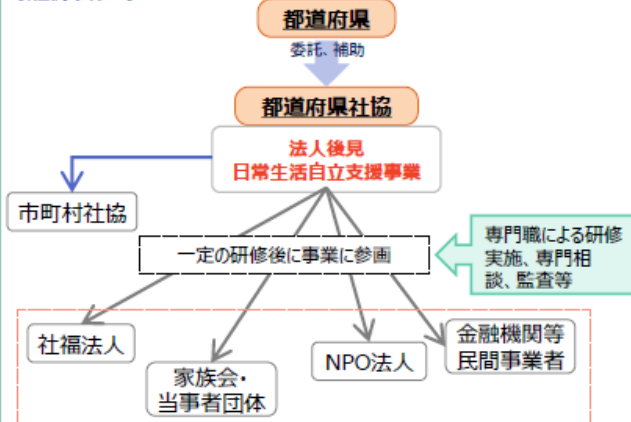 都道府県
委託、補助
都道府県社協
法人後見
日常生活自立支援事業
市町村社協
一定の研修後に事業に参画
専門職による研修
実施、専門相
談、監査等
社福法人
家族会・
当事者団体
NPO法人
金融機関等
民間事業者